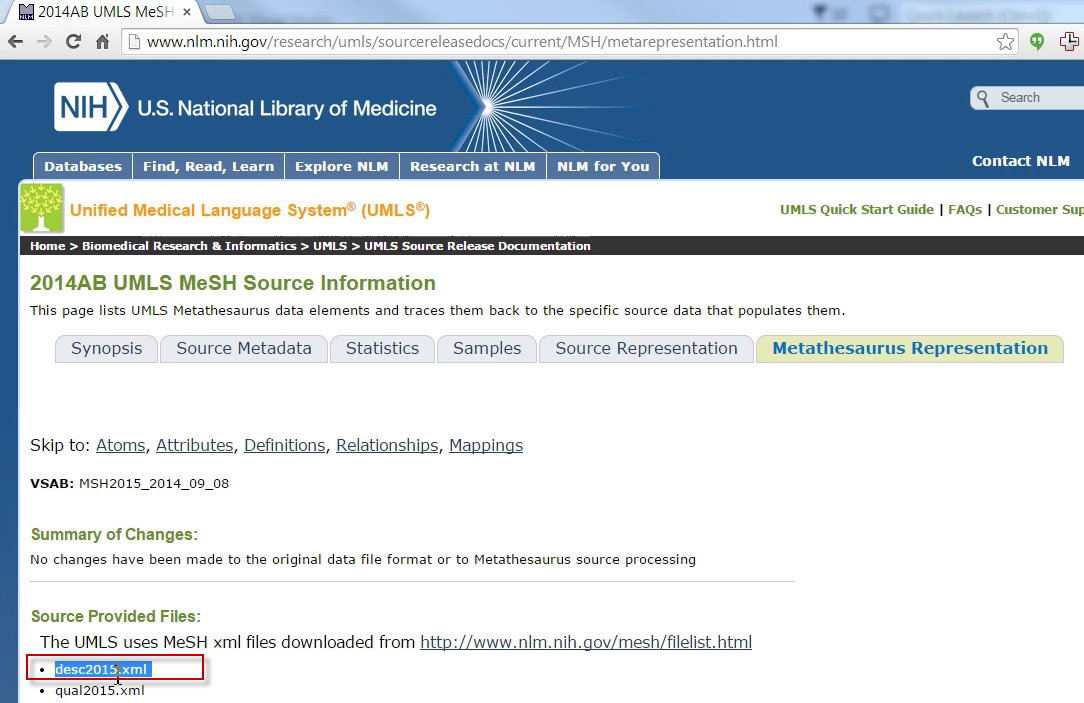 2014AB UMLS MeSH
www.nlm.nih.gov/research/umls/sourcereleasedocs/current/MSH/metarepresentation.html
NIH U.S. National Library of Medicine
Search
Databases Find, Read, Learn Explore NLM Research at NLM NLM for You
Contact NLM
Unified Medical Language System® (UMLS®)
UMLS Quick Start Guide | FAQs | Customer Sup
Home > Biomedical Research & Informatics > UMLS > UMLS Source Release Documentation
2014AB UMLS MeSH Source Information
This page lists UMLS Metathesaurus data elements and traces them back to the specific source data that populates them.
Synopsis Source Metadata Statistics Samples Source Representation Metathesaurus Representation
Skip to: Atoms, Attributes, Definitions, Relationships, Mappings
VSAB: MSH2015_2014_09_08
Summary of Changes:
No changes have been made to the original data file format or to Metathesaurus source processing
Source Provided Files:
The UMLS uses MeSH xml files downloaded from http://www.nlm.nih.gov/mesh/filelist.html
• desc2015.xml
• qual2015.xml